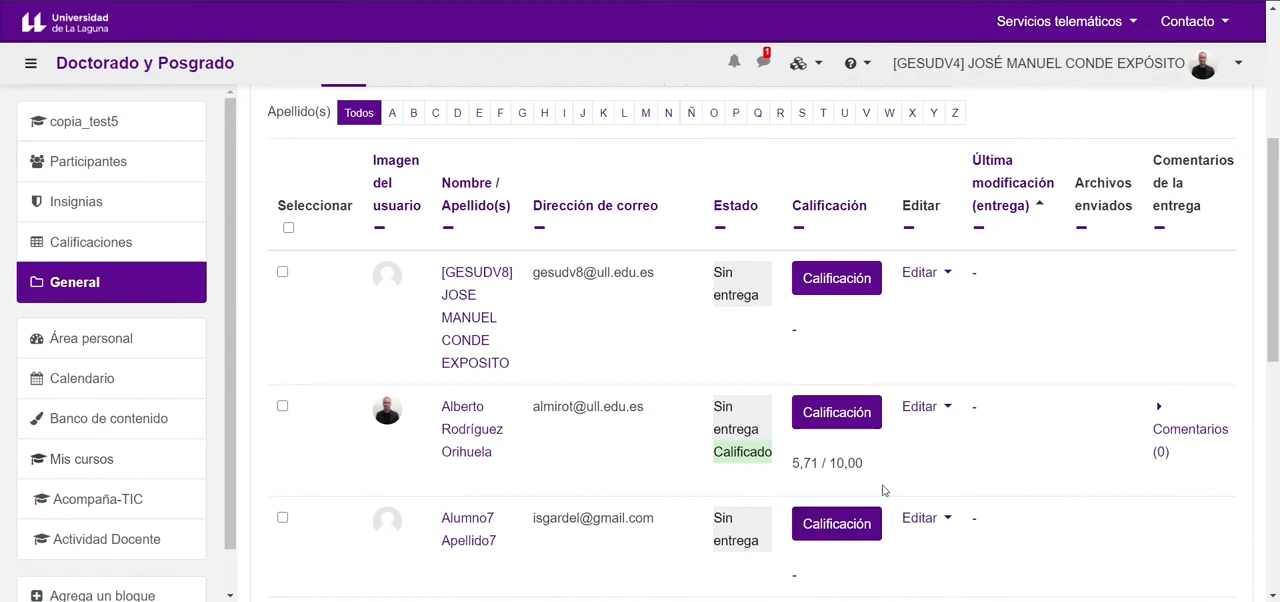 Universidad
de La Laguna
Servicios telemáticos
Contacto
Doctorado y Posgrado
1
[GESUDV4] JOSÉ MANUEL CONDE EXPÓSITO
copia_test5
Participantes
Insignias
Calificaciones
General
Área personal
Calendario
Banco de contenido
Mis cursos
Acompaña-TIC
Actividad Docente
Agrega un bloque
Apellido(s) Todos A B C D E F G H I J K L M N Ñ O P Q R S T U V W X Y Z
Seleccionar
Imagen
del
usuario
Nombre /
Apellido(s)
Dirección de correo
Estado
Calificación
Editar
Última
modificación
(entrega)
Archivos
enviados
Comentarios
de la
entrega
[GESUDV8]
JOSE
MANUEL
CONDE
EXPOSITO
gesudv8@ull.edu.es
Sin
entrega
Calificación
-
Editar
-
Alberto
Rodríguez
Orihuela
almirot@ull.edu.es
Sin
entrega
Calificado
Calificación
5,71 / 10,00
Editar
-
Comentarios
(0)
Alumno7
Apellido7
isgardel@gmail.com
Sin
entrega
Calificación
-
Editar
-